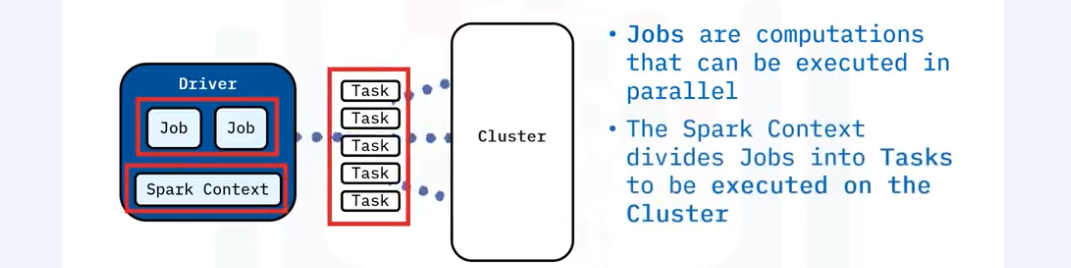 Driver
Job Job
Spark Context
Task
Task
Task
Task
Task
Cluster
• Jobs are computations
that can be executed in
parallel
• The Spark Context
divides Jobs into Tasks
to be executed on the
Cluster